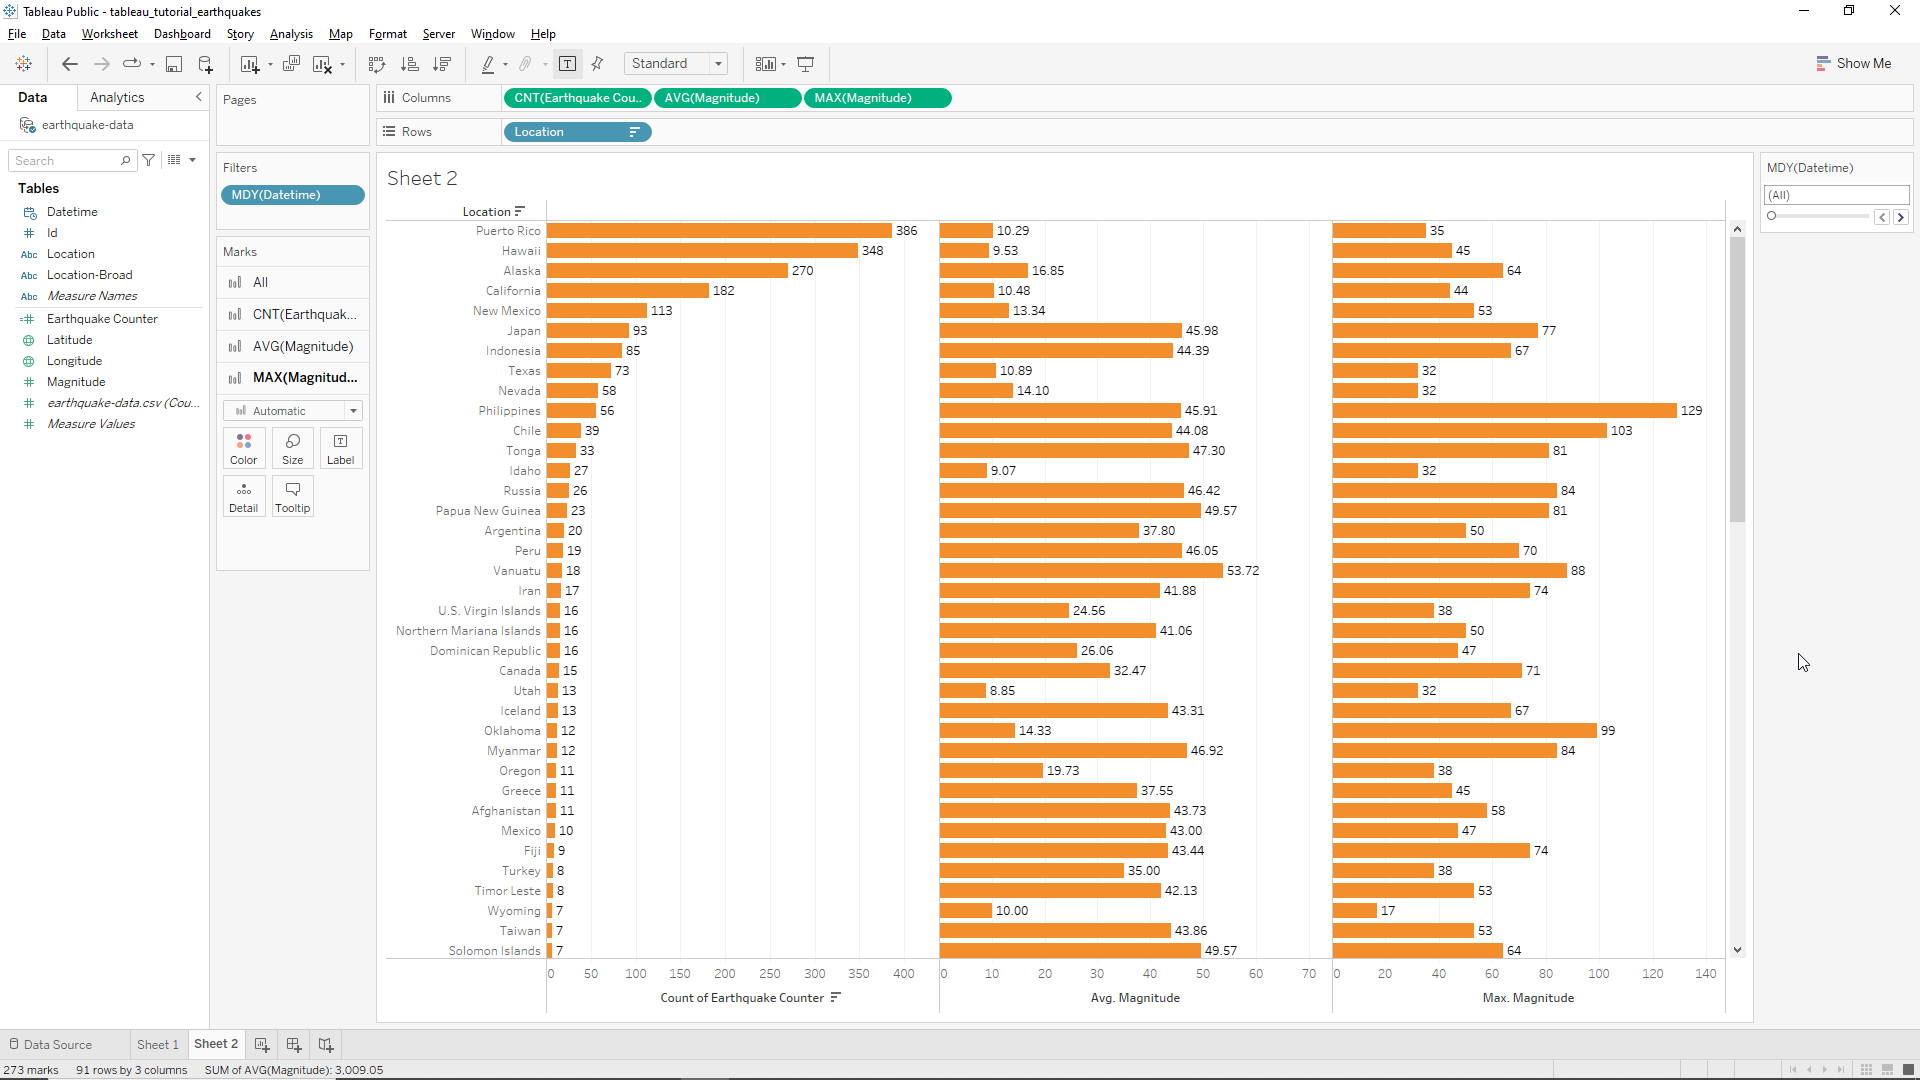 Tableau Public - tableau_tutorial_earthquakes
File Data Worksheet Dashboard Story Analysis Map Format Server Window Help
Standard
Show Me
Data Analytics
earthquake-data
Search
Tables
Datetime
Id
Location
Location-Broad
Measure Names
Earthquake Counter
Latitude
Longitude
Magnitude
earthquake-data.csv (Cou...
Measure Values
Abc
Abc
Abc
Pages
Filters
MDY(Datetime)
Marks
All
CNT(Earthquak...
AVG(Magnitude)
MAX(Magnitud...
Automatic
Color Size Label
Detail Tooltip
Columns CNT(Earthquake Cou.. AVG(Magnitude) MAX(Magnitude)
Rows Location
Sheet 2
Location
Puerto Rico 386 10.29 35
Hawaii 348 9.53 45
Alaska 270 16.85 64
California 182 10.48 44
New Mexico 113 13.34 53
Japan 93 45.98 77
Indonesia 85 44.39 67
Texas 73 10.89 32
Nevada 58 14.10 32
Philippines 56 45.91 129
Chile 39 44.08 103
Tonga 33 47.30 81
Idaho 27 9.07 32
Russia 26 46.42 84
Papua New Guinea 23 49.57 81
Argentina 20 37.80 50
Peru 19 46.05 70
Vanuatu 18 53.72 88
Iran 17 41.88 74
U.S. Virgin Islands 16 24.56 38
Northern Mariana Islands 16 41.06 50
Dominican Republic 16 26.06 47
Canada 15 32.47 71
Utah 13 8.85 32
Iceland 13 43.31 67
Oklahoma 12 14.33 99
Myanmar 12 46.92 84
Oregon 11 19.73 38
Greece 11 37.55 45
Afghanistan 11 43.73 58
Mexico 10 43.00 47
Fiji 9 43.44 74
Turkey 8 35.00 38
Timor Leste 8 42.13 53
Wyoming 7 10.00 17
Taiwan 7 43.86 53
Solomon Islands 7 49.57 64
0 50 100 150 200 250 300 350 400 0 10 20 30 40 50 60 70 0 20 40 60 80 100 120 140
Count of Earthquake Counter Avg. Magnitude Max. Magnitude
MDY(Datetime)
(All)
Data Source Sheet 1 Sheet 2
273 marks 91 rows by 3 columns SUM of AVG(Magnitude): 3,009.05